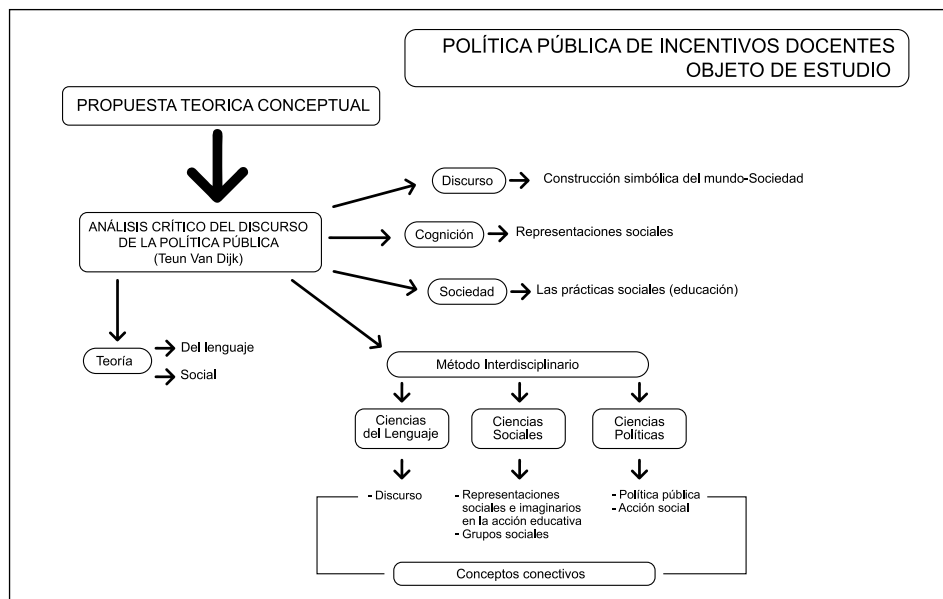 POLÍTICA PÚBLICA DE INCENTIVOS DOCENTES
OBJETO DE ESTUDIO
PROPUESTA TEORICA CONCEPTUAL
Discurso
Construcción simbólica del mundo-Sociedad
ANÁLISIS CRÍTICO DEL DISCURSO
DE LA POLÍTICA PÚBLICA
(Teun Van Dijk)
Cognición
Representaciones sociales
Sociedad
Las prácticas sociales (educación)
Teoría
Del lenguaje
Social
Método Interdisciplinario
Ciencias
del Lenguaje
Ciencias
Sociales
Ciencias
Políticas
- Discurso
- Representaciones
sociales e imaginarios
en la acción educativa
- Grupos sociales
- Política pública
- Acción social
Conceptos conectivos